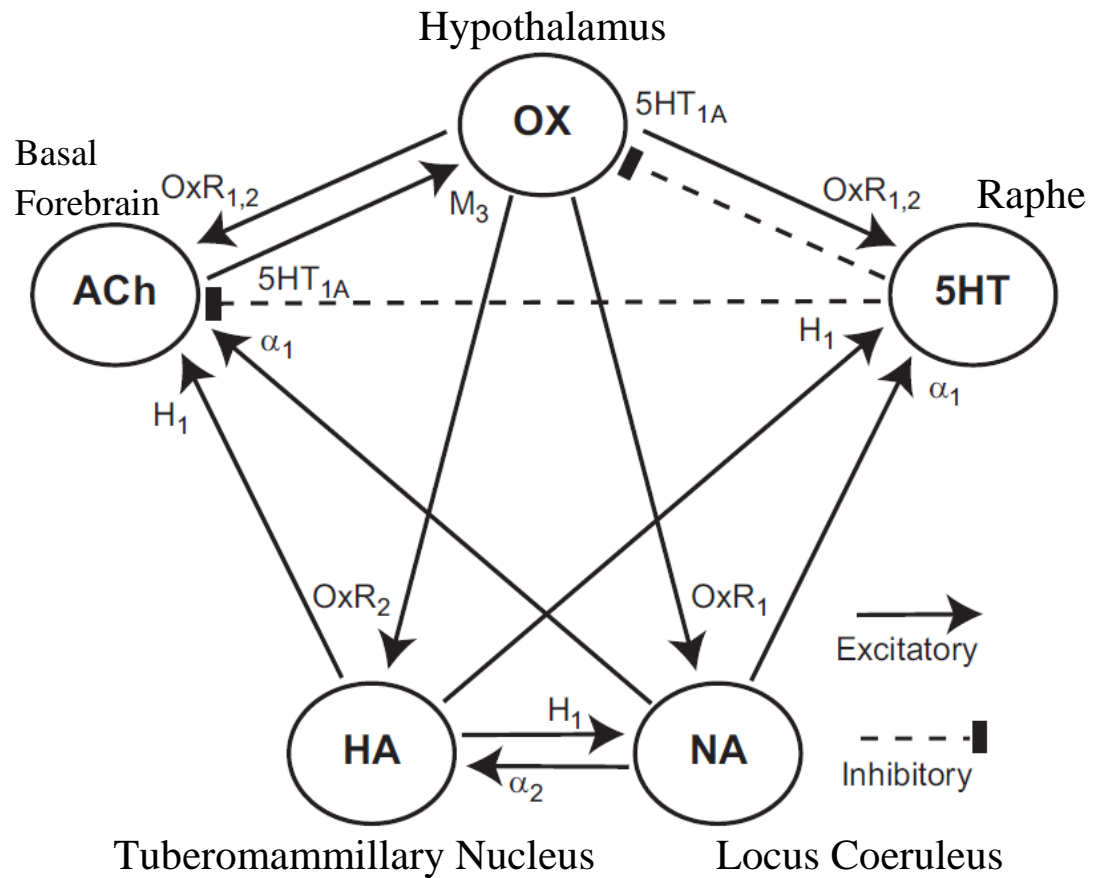 Hypothalamus
OX
5HT1A
Basal
Forebrain
OxR1,2
M3
OxR1,2
Raphe
ACh
5HT1A
5HT
α1
H1
H1
α1
OxR2
OxR1
Excitatory
HA
H1
α2
NA
Inhibitory
Tuberomammillary Nucleus
Locus Coeruleus